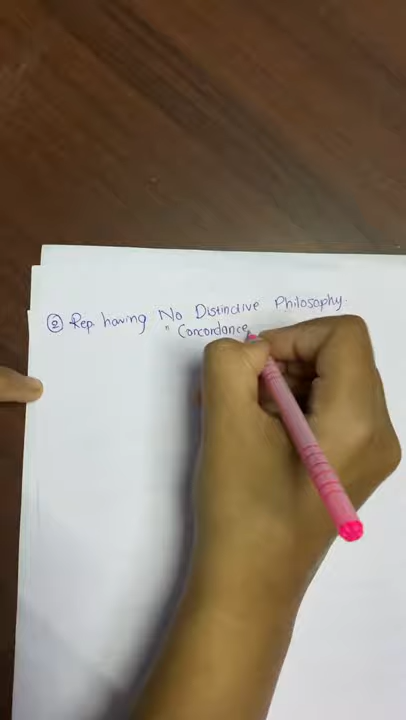 ② Rep. having No Distinctive Philosophy.
" Concordance